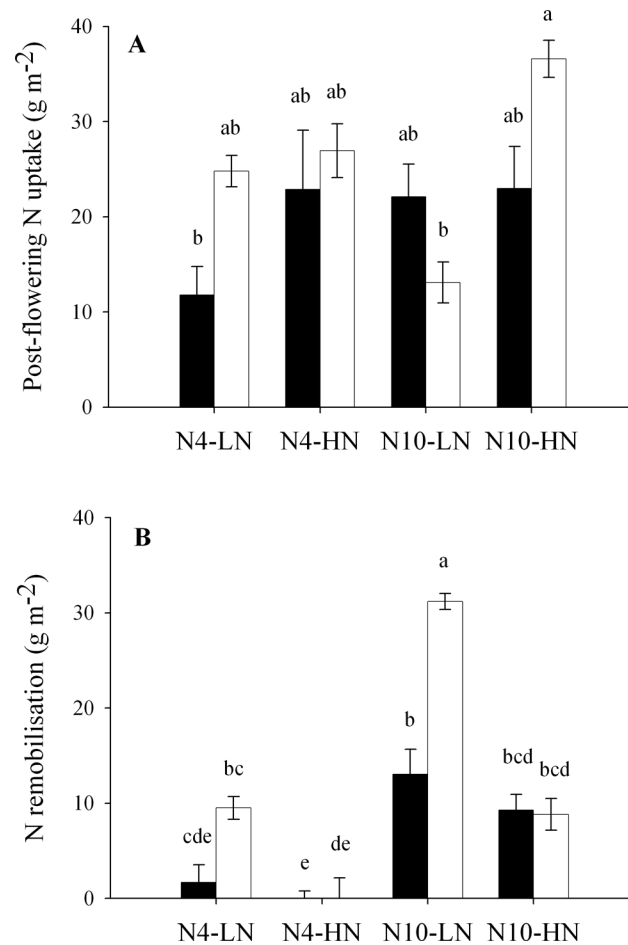 A
Post-flowering N uptake (g m-2)
40
30
20
10
0
b
ab
ab
ab
ab
b
ab
a
N4-LN N4-HN N10-LN N10-HN
B
N remobilisation (g m-2)
40
30
20
10
0
cde
bc
e
de
b
a
bcd
bcd
N4-LN N4-HN N10-LN N10-HN